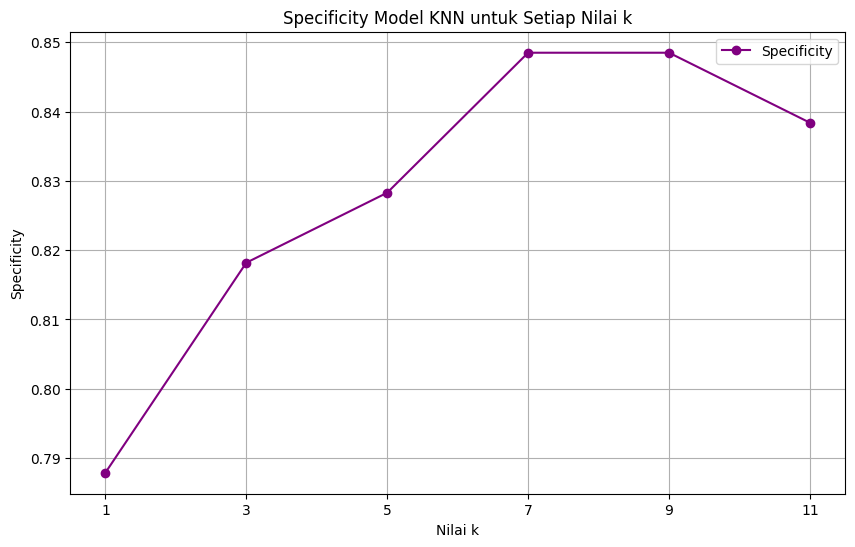 Specificity Model KNN untuk Setiap Nilai k
Specificity
0.85
0.84
0.83
0.82
0.81
0.80
0.79
Specificity
1 3 5 7 9 11
Nilai k